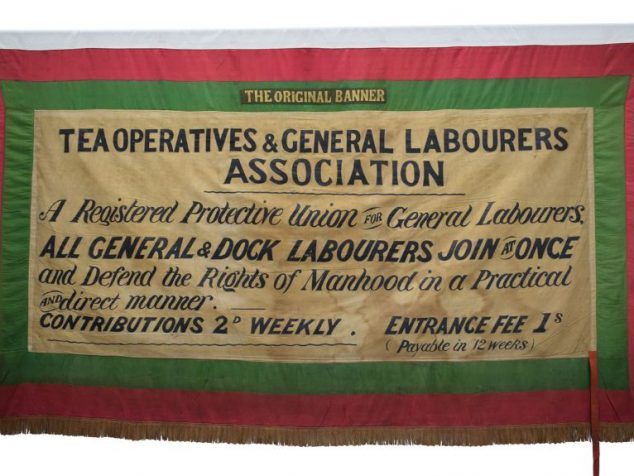 THE ORIGINAL BANNER
TEA OPERATIVES & GENERAL LABOURERS
ASSOCIATION
A Registered Protective Union FOR General Labourers.
ALL GENERAL & DOCK LABOURERS JOIN AT ONCE
and Defend the Rights of Manhood in a Practical
AND direct manner.
CONTRIBUTIONS 2D WEEKLY. ENTRANCE FEE 1s
(Payable in 12 weeks)